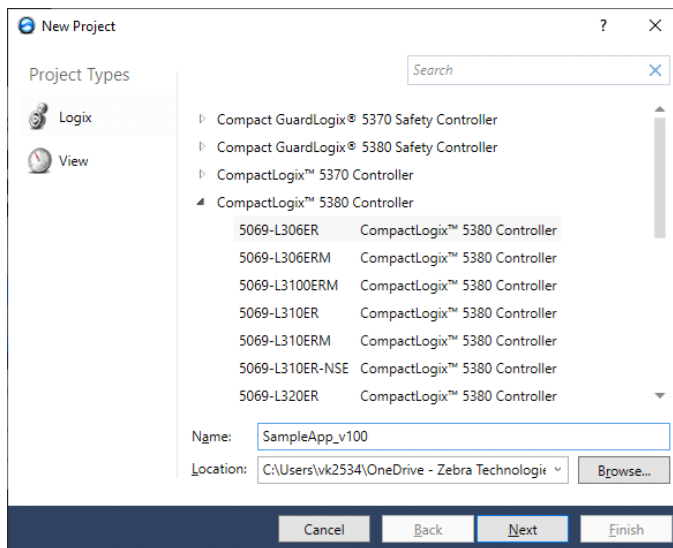 New Project
?
Project Types
Search
Logix
View
Compact GuardLogix® 5370 Safety Controller
Compact GuardLogix® 5380 Safety Controller
CompactLogix™ 5370 Controller
CompactLogix™ 5380 Controller
5069-L306ER CompactLogix™ 5380 Controller
5069-L306ERM CompactLogix™ 5380 Controller
5069-L3100ERM CompactLogix™ 5380 Controller
5069-L310ER CompactLogix™ 5380 Controller
5069-L310ERM CompactLogix™ 5380 Controller
5069-L310ER-NSE CompactLogix™ 5380 Controller
5069-L320ER CompactLogix™ 5380 Controller
Name: SampleApp_v100
Location: C:\Users\vk2534\OneDrive - Zebra Technologie Browse...
Cancel Back Next Finish